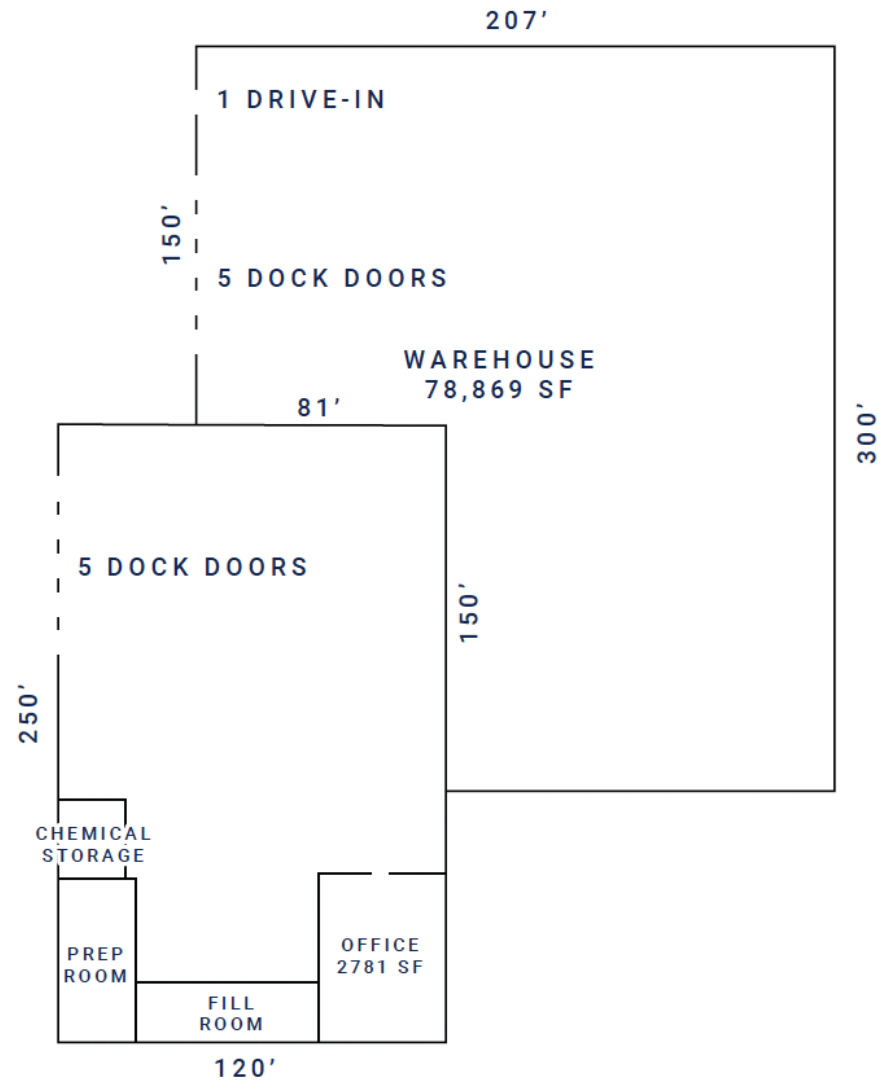 207’
1 DRIVE-IN
150’
5 DOCK DOORS
WAREHOUSE
78,869 SF
81’
300’
5 DOCK DOORS
150’
250’
CHEMICAL
STORAGE
PREP
ROOM
OFFICE
2781 SF
FILL
ROOM
120’